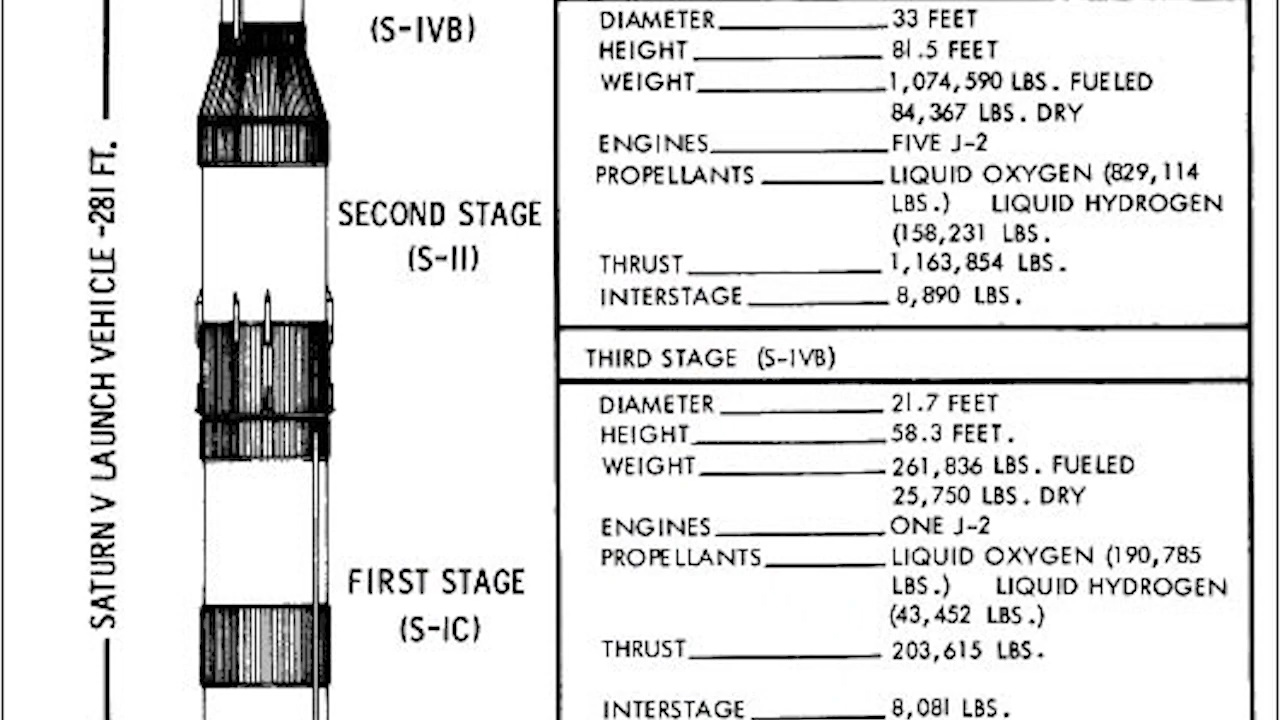 (S-IVB)
SATURN V LAUNCH VEHICLE -281 FT.
SECOND STAGE
(S-II)
FIRST STAGE
(S-IC)
DIAMETER 33 FEET
HEIGHT 81.5 FEET
WEIGHT 1,074,590 LBS. FUELED
84,367 LBS. DRY
ENGINES FIVE J-2
PROPELLANTS LIQUID OXYGEN (829,114
LBS.) LIQUID HYDROGEN
(158,231 LBS.
THRUST 1,163,854 LBS.
INTERSTAGE 8,890 LBS.
THIRD STAGE (S-IVB)
DIAMETER 21.7 FEET
HEIGHT 58.3 FEET.
WEIGHT 261,836 LBS. FUELED
25,750 LBS. DRY
ENGINES ONE J-2
PROPELLANTS LIQUID OXYGEN (190,785
LBS.) LIQUID HYDROGEN
(43,452 LBS.)
THRUST 203,615 LBS.
INTERSTAGE 8,081 LBS.